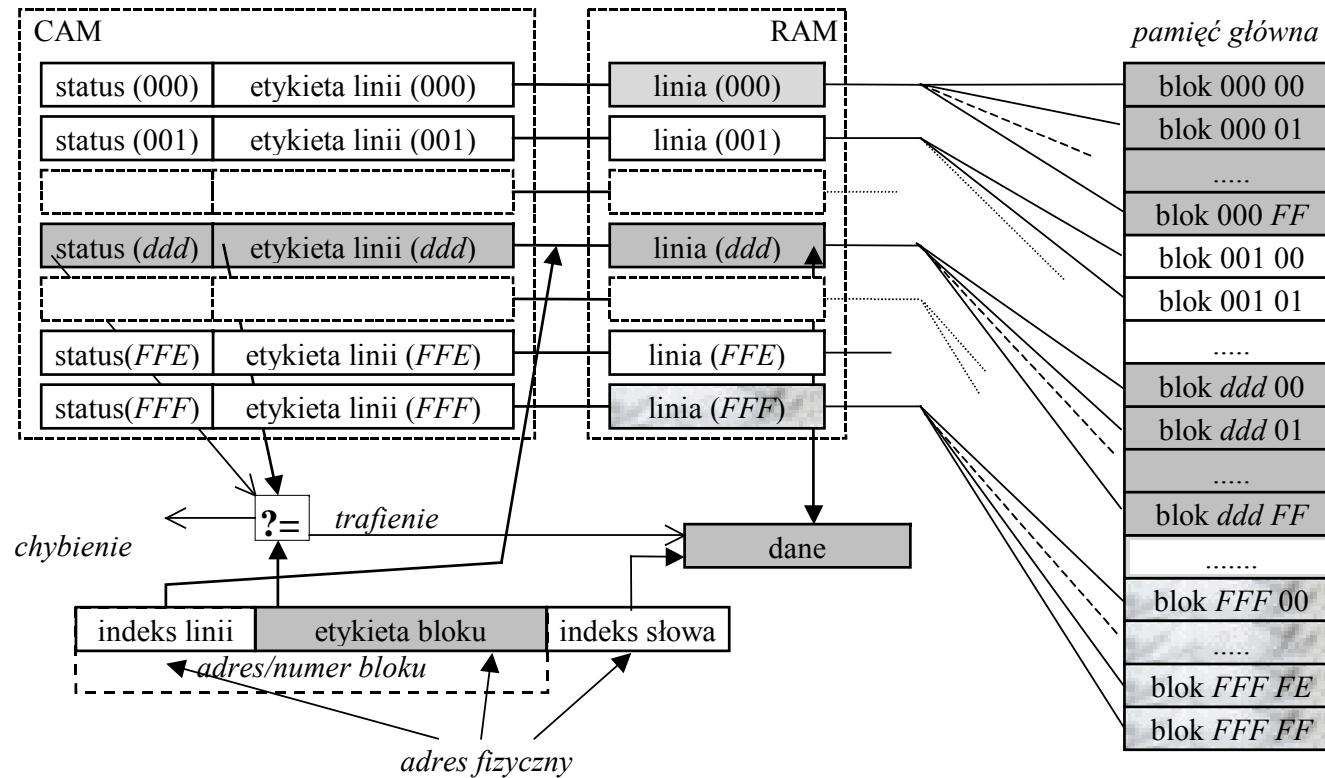 CAM
RAM
pamięć główna
status (000) etykieta linii (000) linia (000)
status (001) etykieta linii (001) linia (001)
status (ddd) etykieta linii (ddd) linia (ddd)
status(FFE) etykieta linii (FFE) linia (FFE)
status(FFF) etykieta linii (FFF) linia (FFF)
blok 000 00
blok 000 01
.....
blok 000 FF
blok 001 00
blok 001 01
.....
blok ddd 00
blok ddd 01
.....
blok ddd FF
.......
blok FFF 00
.....
blok FFF FE
blok FFF FF
?=
trafienie
chybienie
dane
indeks linii etykieta bloku indeks słowa
adres/numer bloku
adres fizyczny